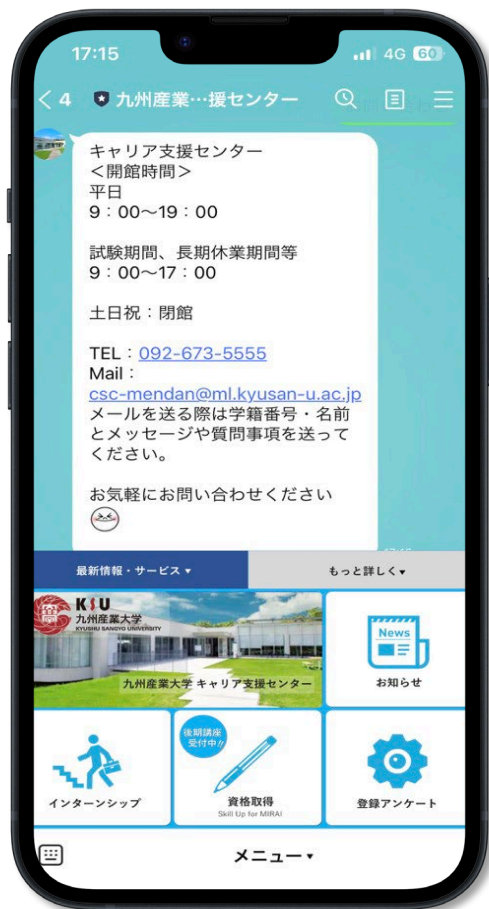 17:15
4G 60
4 九州産業…援センター
キャリア支援センター
<開館時間>
平日
9:00〜19:00
試験期間、長期休業期間等
9:00〜17:00
土日祝:閉館
TEL:092-673-5555
Mail:
csc-mendan@ml.kyusan-u.ac.jp
メールを送る際は学籍番号・名前
とメッセージや質問事項を送って
ください。
お気軽にお問い合わせください
最新情報・サービス▼
もっと詳しく▼
KSU
九州産業大学
KYUSHU SANGYO UNIVERSITY
九州産業大学 キャリア支援センター
News
お知らせ
インターンシップ
後期講座
受付中!!
資格取得
Skill Up for MIRAI
登録アンケート
メニュー▼